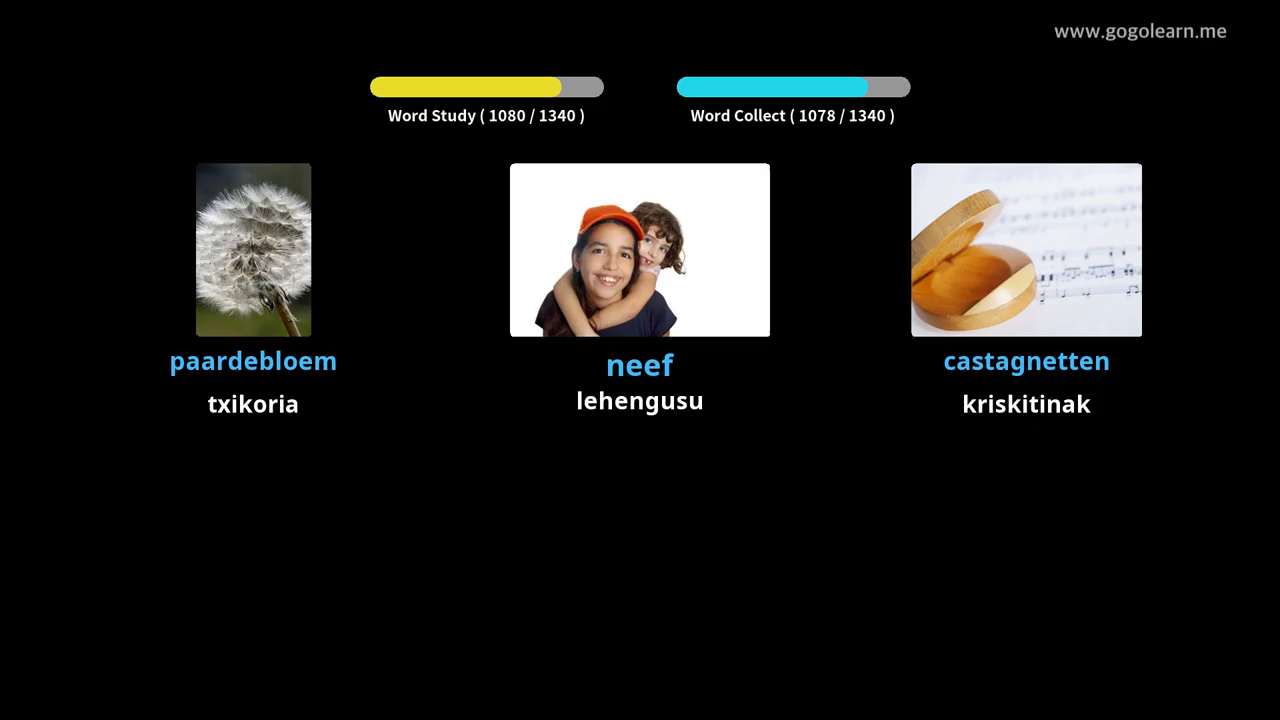 www.gogolearn.me
Word Study ( 1080 / 1340 )
Word Collect ( 1078 / 1340 )
paardebloem
neef
castagnetten
txikoria
lehengusu
kriskitinak